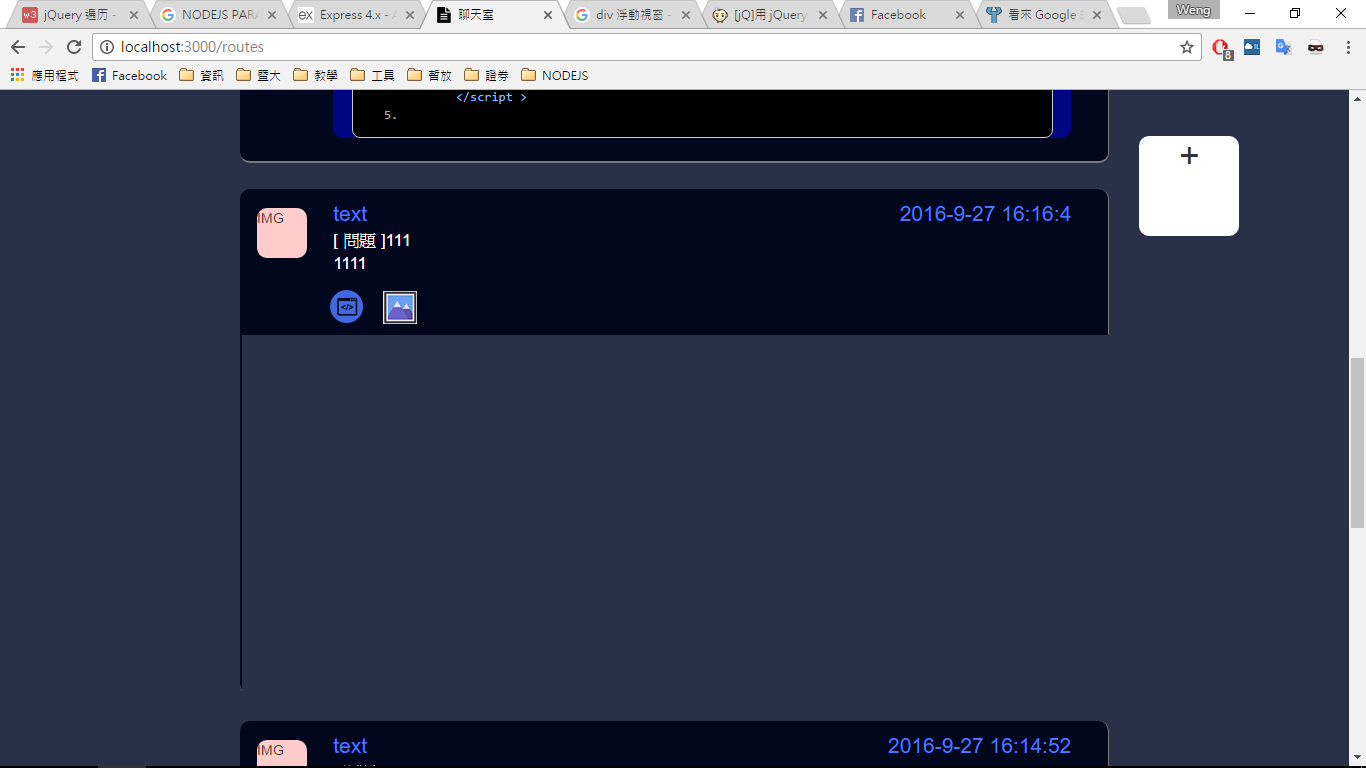 jQuery 遍历 -
NODEJS PARA
Express 4.x - A
聊天室
div 浮動視窗 -
[jQ]用 jQuery
Facebook
看來 Google
Weng
localhost:3000/routes
8
應用程式
Facebook
資訊
暨大
教學
工具
暫放
證券
NODEJS
</script >
5.
+
IMG
text
2016-9-27 16:16:4
[ 問題 ]111
1111
IMG
text
2016-9-27 16:14:52